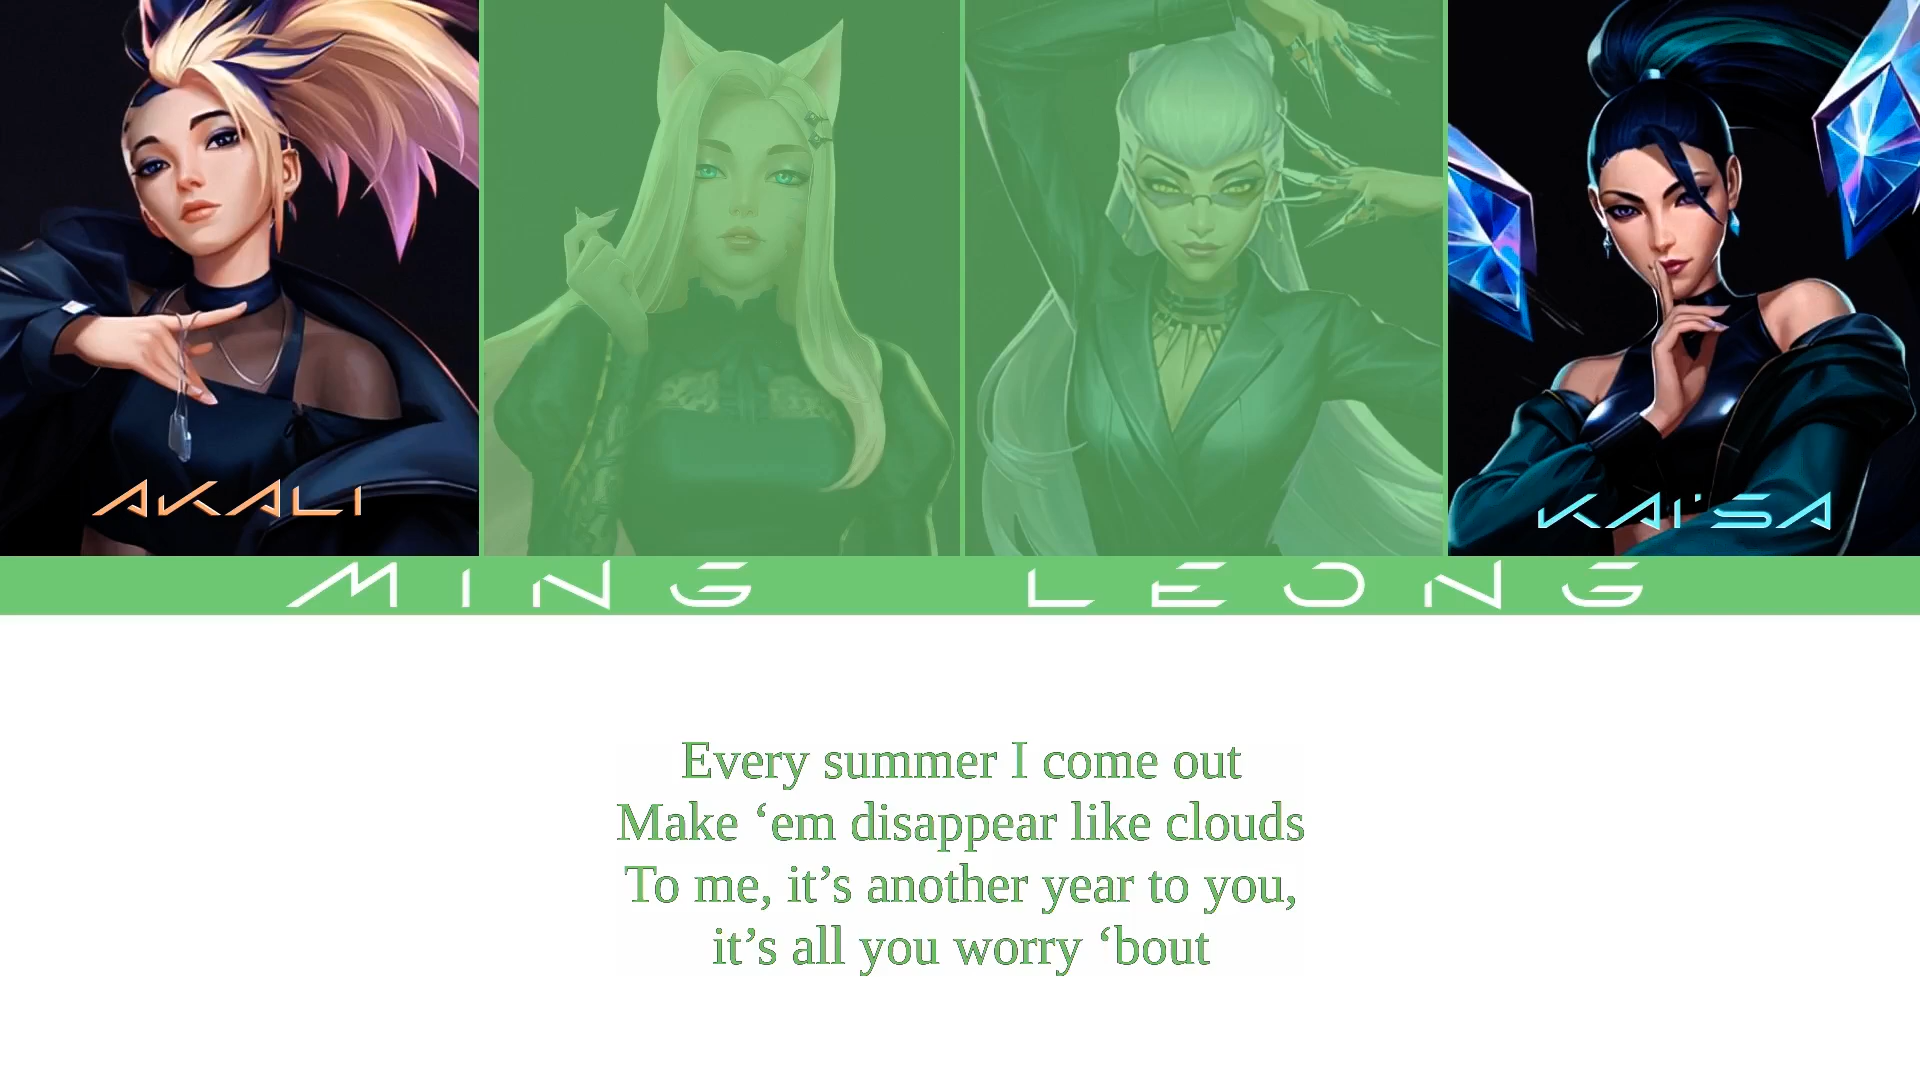 AKALI
KAI'SA
MING LEONG
Every summer I come out
Make ‘em disappear like clouds
To me, it’s another year to you,
it’s all you worry ‘bout